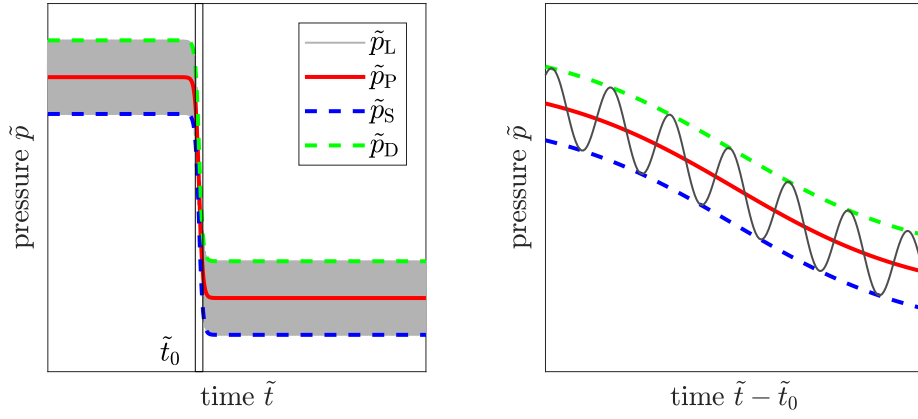 pressure p̃
p̃_L
p̃_P
p̃_S
p̃_D
t̃_0
time t̃
pressure p̃
time t̃ − t̃_0